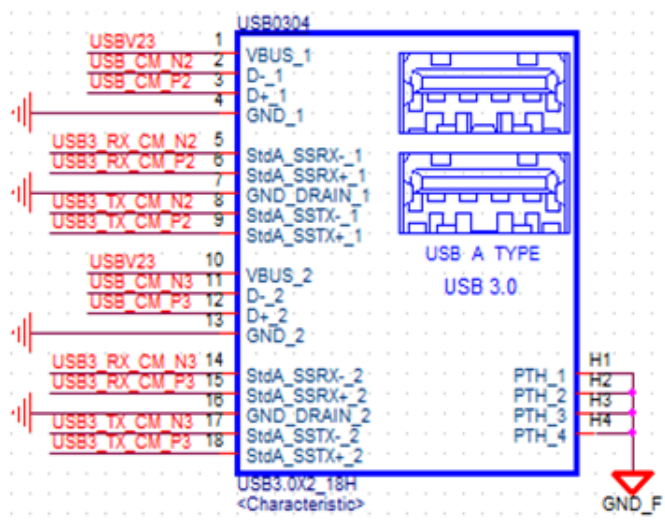 USB0304
USBV23 1 VBUS_1
USB_CM_N2 2 D-_1
USB_CM_P2 3 D+_1
4 GND_1
USB3_RX_CM_N2 5 StdA_SSRX-_1
USB3_RX_CM_P2 6 StdA_SSRX+_1
7 GND_DRAIN_1
USB3_TX_CM_N2 8 StdA_SSTX-_1
USB3_TX_CM_P2 9 StdA_SSTX+_1
USB A TYPE
USB 3.0
USBV23 10 VBUS_2
USB_CM_N3 11 D-_2
USB_CM_P3 12 D+_2
13 GND_2
USB3_RX_CM_N3 14 StdA_SSRX-_2 PTH_1 H1
USB3_RX_CM_P3 15 StdA_SSRX+_2 PTH_2 H2
16 GND_DRAIN_2 PTH_3 H3
USB3_TX_CM_N3 17 StdA_SSTX-_2 PTH_4 H4
USB3_TX_CM_P3 18 StdA_SSTX+_2
USB3.0X2_18H
<Characteristic>
GND_F